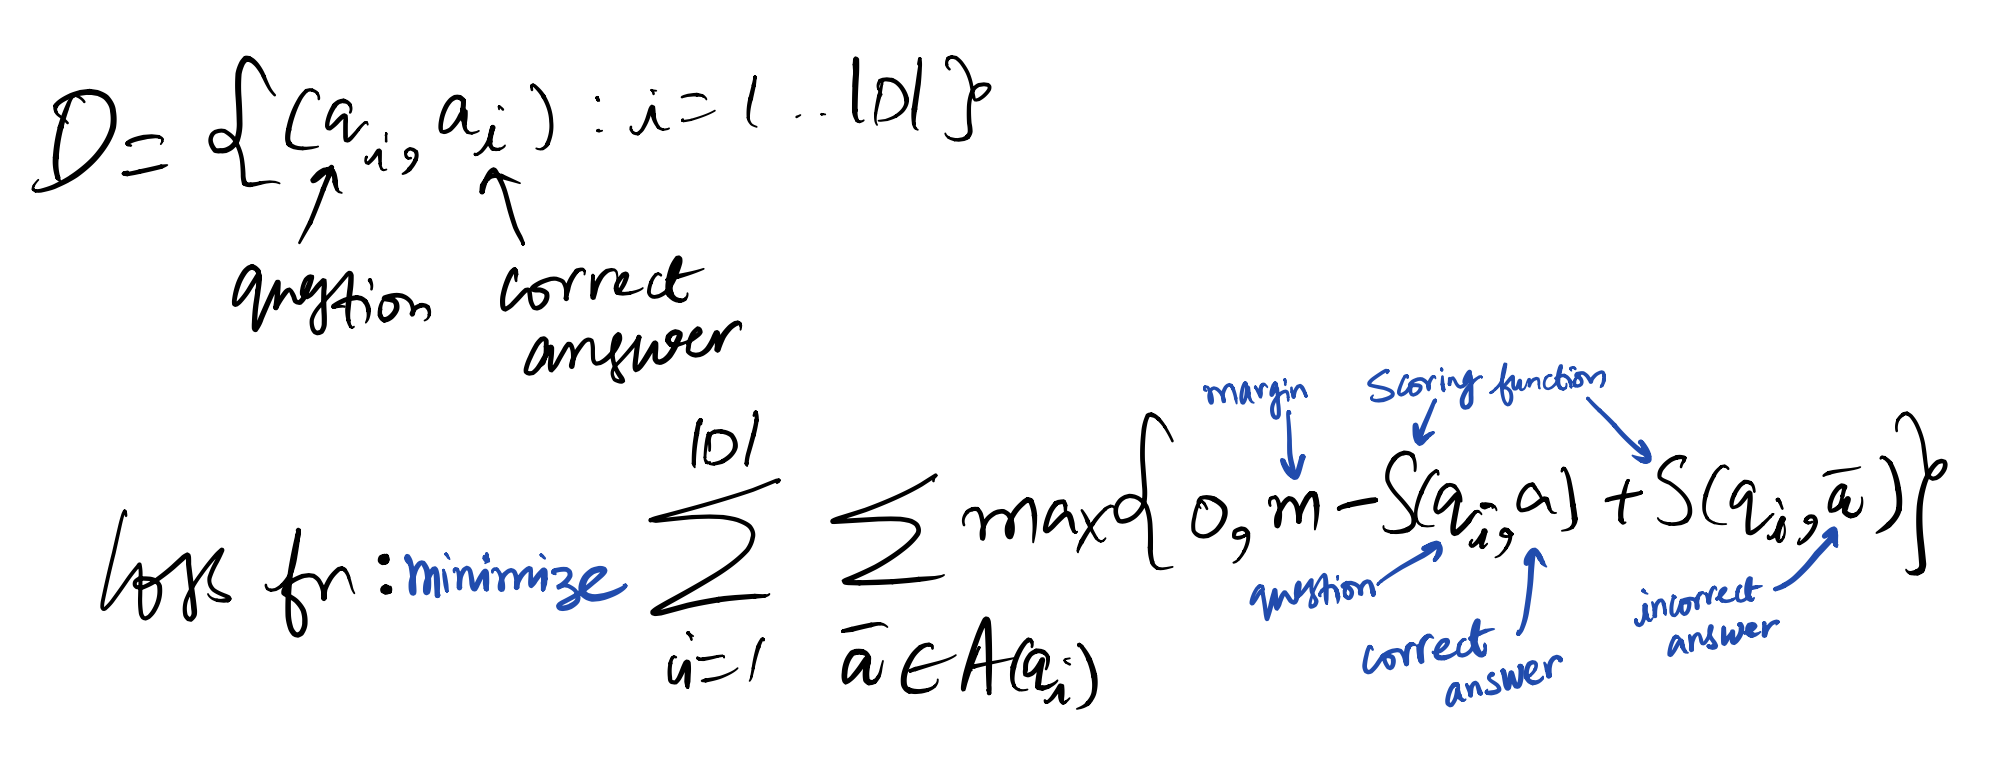 D = {(q_i, a_i) : i = 1 .. |D|}
question correct
answer
margin scoring function
loss fn : minimize \sum_{i=1}^{|D|} \sum_{\bar{a} \in A(q_i)} max{0, m - S(q_i, a) + S(q_i, \bar{a})}
question correct
answer
incorrect
answer